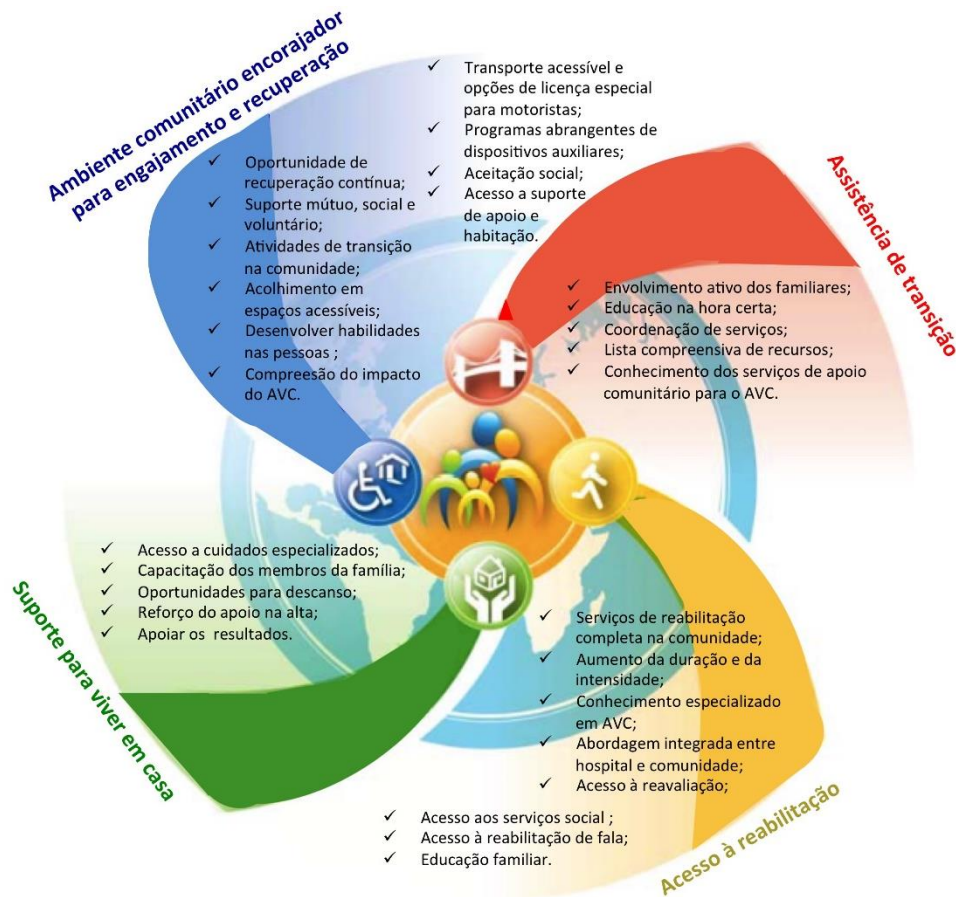 Ambiente comunitário encorajador
para engajamento e recuperação
✓ Oportunidade de
recuperação contínua;
✓ Suporte mútuo, social e
voluntário;
✓ Atividades de transição
na comunidade;
✓ Acolhimento em
espaços acessíveis;
✓ Desenvolver habilidades
nas pessoas ;
✓ Compreesão do impacto
do AVC.
✓ Transporte acessível e
opções de licença especial
para motoristas;
✓ Programas abrangentes de
dispositivos auxiliares;
✓ Aceitação social;
✓ Acesso a suporte
de apoio e
habitação.
Assistência de transição
✓ Envolvimento ativo dos familiares;
✓ Educação na hora certa;
✓ Coordenação de serviços;
✓ Lista compreensiva de recursos;
✓ Conhecimento dos serviços de apoio
comunitário para o AVC.
Suporte para viver em casa
✓ Acesso a cuidados especializados;
✓ Capacitação dos membros da família;
✓ Oportunidades para descanso;
✓ Reforço do apoio na alta;
✓ Apoiar os resultados.
Acesso à reabilitação
✓ Serviços de reabilitação
completa na comunidade;
✓ Aumento da duração e da
intensidade;
✓ Conhecimento especializado
em AVC;
✓ Abordagem integrada entre
hospital e comunidade;
✓ Acesso à reavaliação;
✓ Acesso aos serviços social ;
✓ Acesso à reabilitação de fala;
✓ Educação familiar.